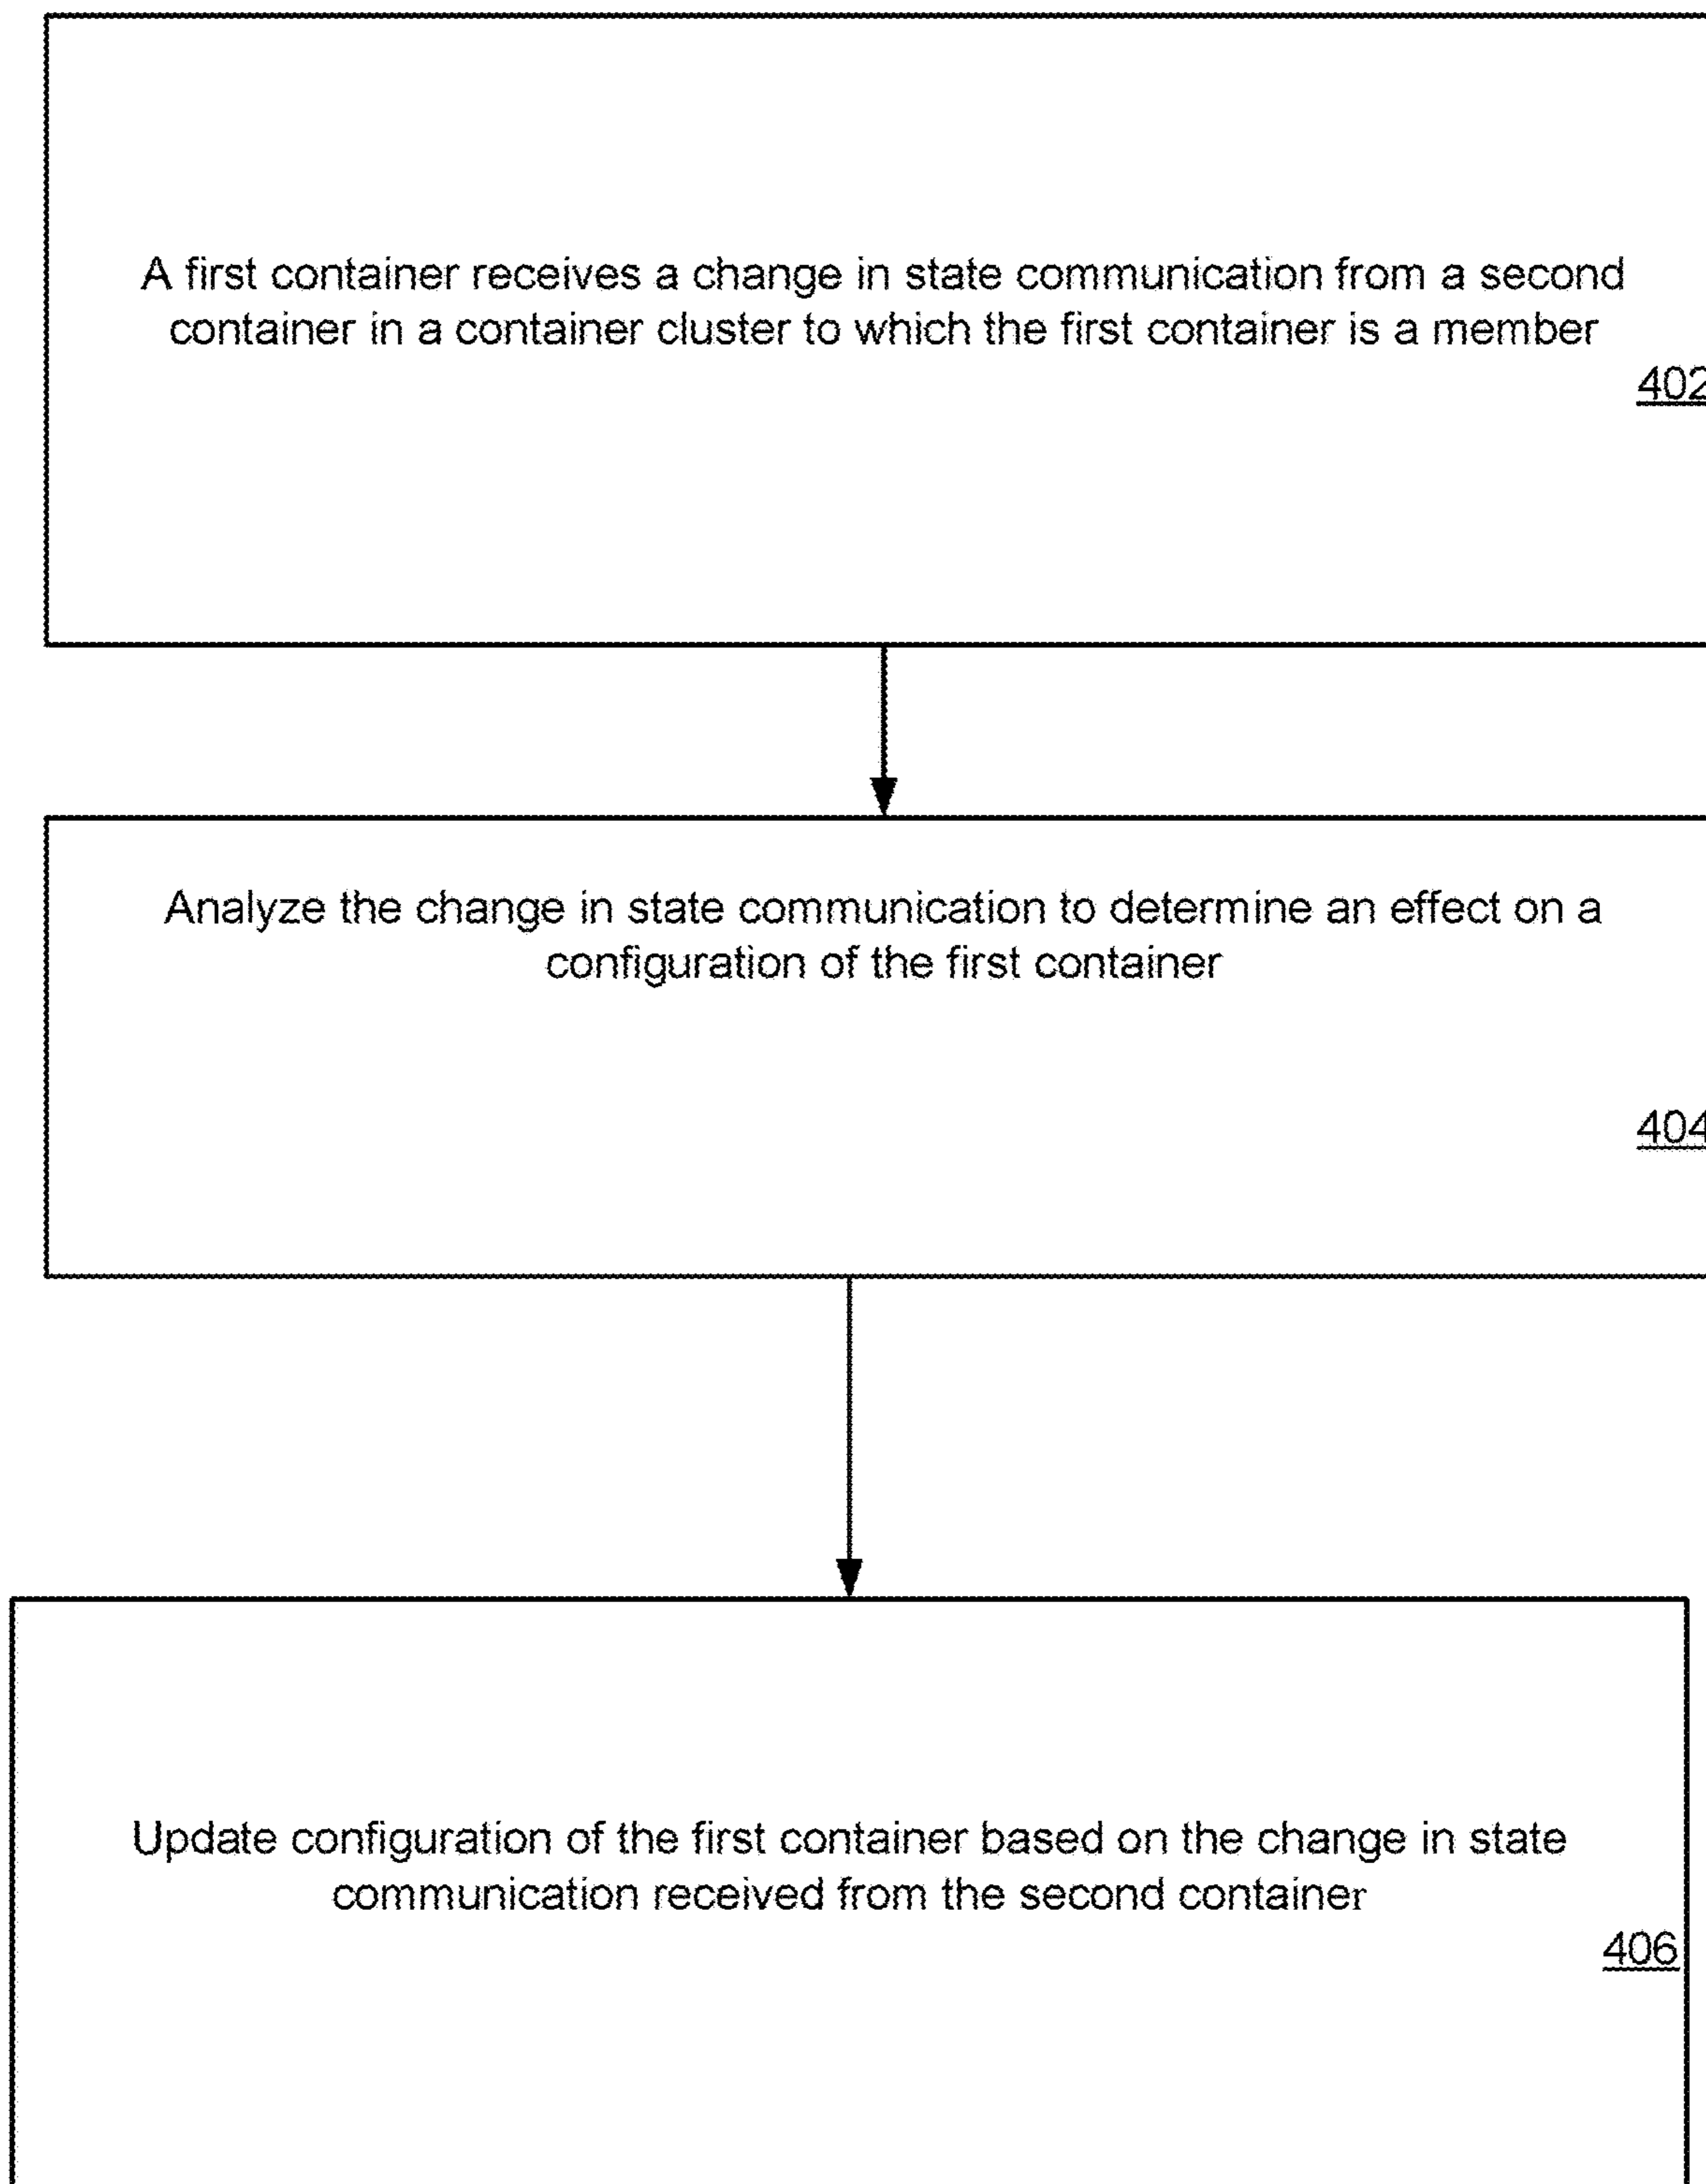 A first container receives a change in state communication from a second
container in a container cluster to which the first container is a member
402
Analyze the change in state communication to determine an effect on a
configuration of the first container
404
Update configuration of the first container based on the change in state
communication received from the second container
406